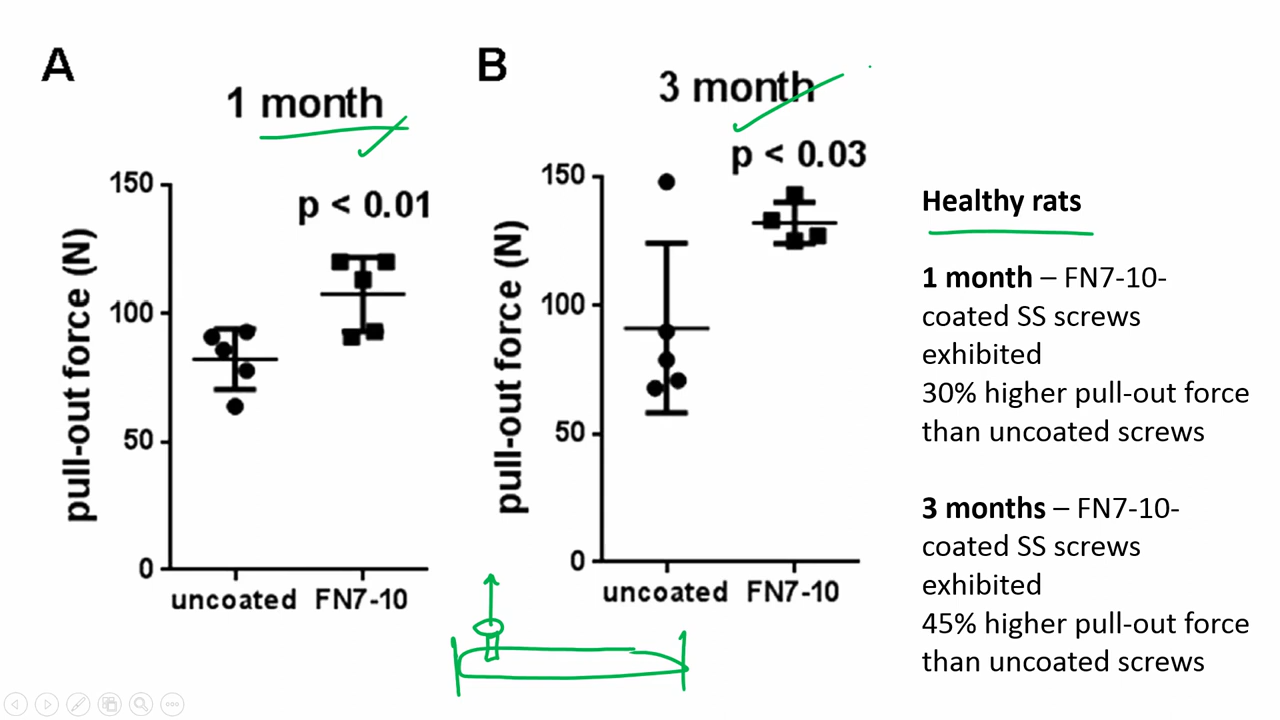 A
1 month
p < 0.01
pull-out force (N)
150
100
50
0
uncoated FN7-10
B
3 month
p < 0.03
pull-out force (N)
150
100
50
0
uncoated FN7-10
Healthy rats
1 month – FN7-10-
coated SS screws
exhibited
30% higher pull-out force
than uncoated screws
3 months – FN7-10-
coated SS screws
exhibited
45% higher pull-out force
than uncoated screws